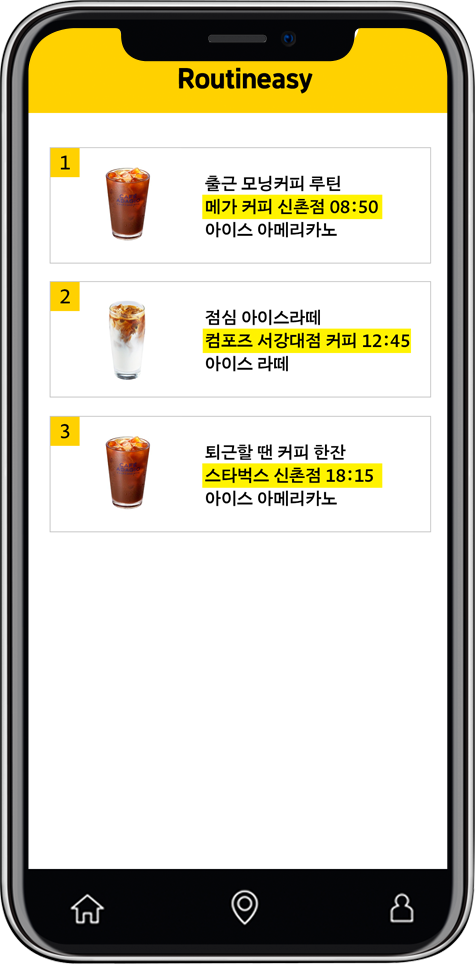 Routineasy
1
출근 모닝커피 루틴
메가 커피 신촌점 08:50
아이스 아메리카노
2
점심 아이스라떼
컴포즈 서강대점 커피 12:45
아이스 라떼
3
퇴근할 땐 커피 한잔
스타벅스 신촌점 18:15
아이스 아메리카노